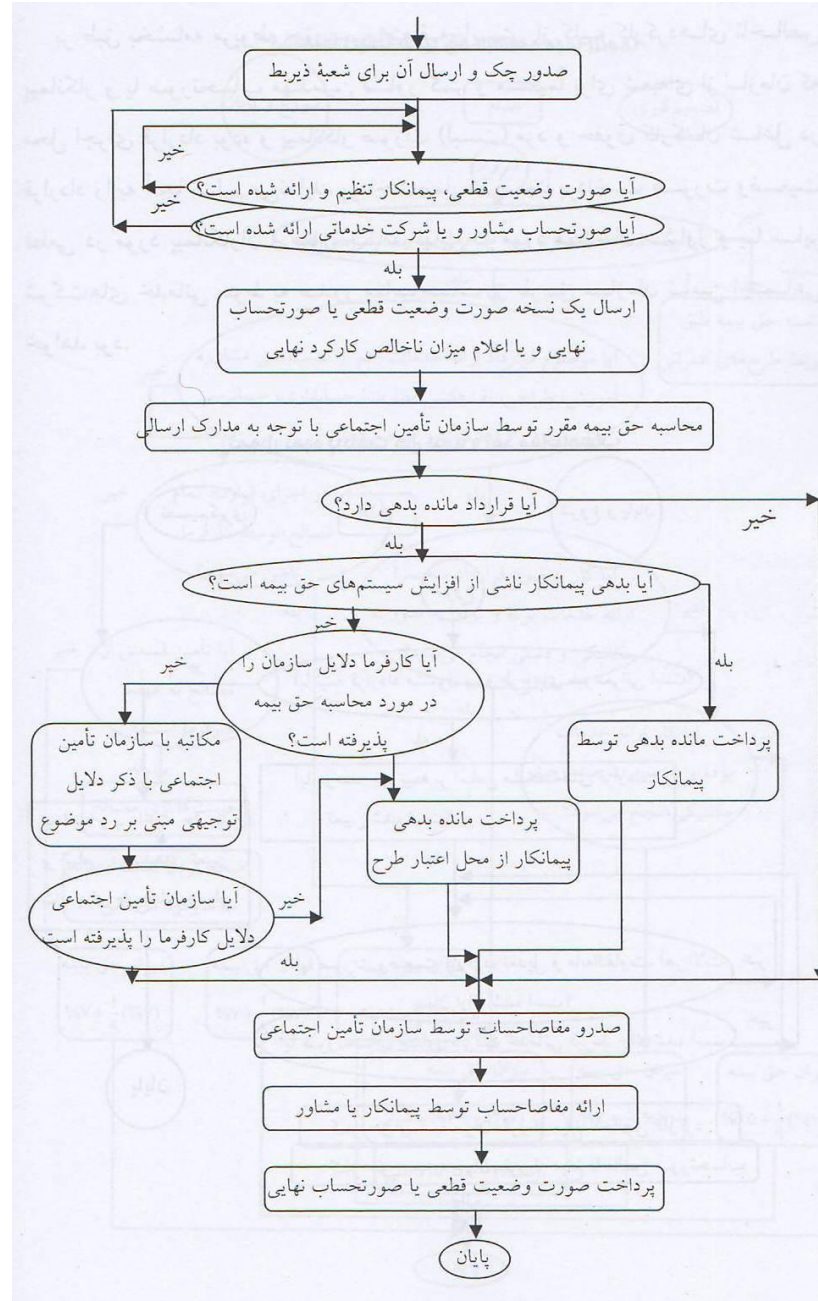 صدور چک و ارسال آن برای شعبهٔ ذیربط
خیر
آیا صورت وضعیت قطعی، پیمانکار تنظیم و ارائه شده است؟
خیر
آیا صورتحساب مشاور و یا شرکت خدماتی ارائه شده است؟
بله
ارسال یک نسخه صورت وضعیت قطعی یا صورتحساب
نهایی و یا اعلام میزان ناخالص کارکرد نهایی
محاسبه حق بیمه مقرر توسط سازمان تأمین اجتماعی با توجه به مدارک ارسالی
آیا قرارداد مانده بدهی دارد؟
خیر
بله
آیا بدهی پیمانکار ناشی از افزایش سیستم‌های حق بیمه است؟
خیر
بله
آیا کارفرما دلایل سازمان را
در مورد محاسبه حق بیمه
پذیرفته است؟
خیر
پرداخت مانده بدهی توسط
پیمانکار
مکاتبه با سازمان تأمین
اجتماعی با ذکر دلایل
توجیهی مبنی بر رد موضوع
پرداخت مانده بدهی
پیمانکار از محل اعتبار طرح
آیا سازمان تأمین اجتماعی
دلایل کارفرما را پذیرفته است
خیر
بله
صدرو مفاصاحساب توسط سازمان تأمین اجتماعی
ارائه مفاصاحساب توسط پیمانکار یا مشاور
پرداخت صورت وضعیت قطعی یا صورتحساب نهایی
پایان